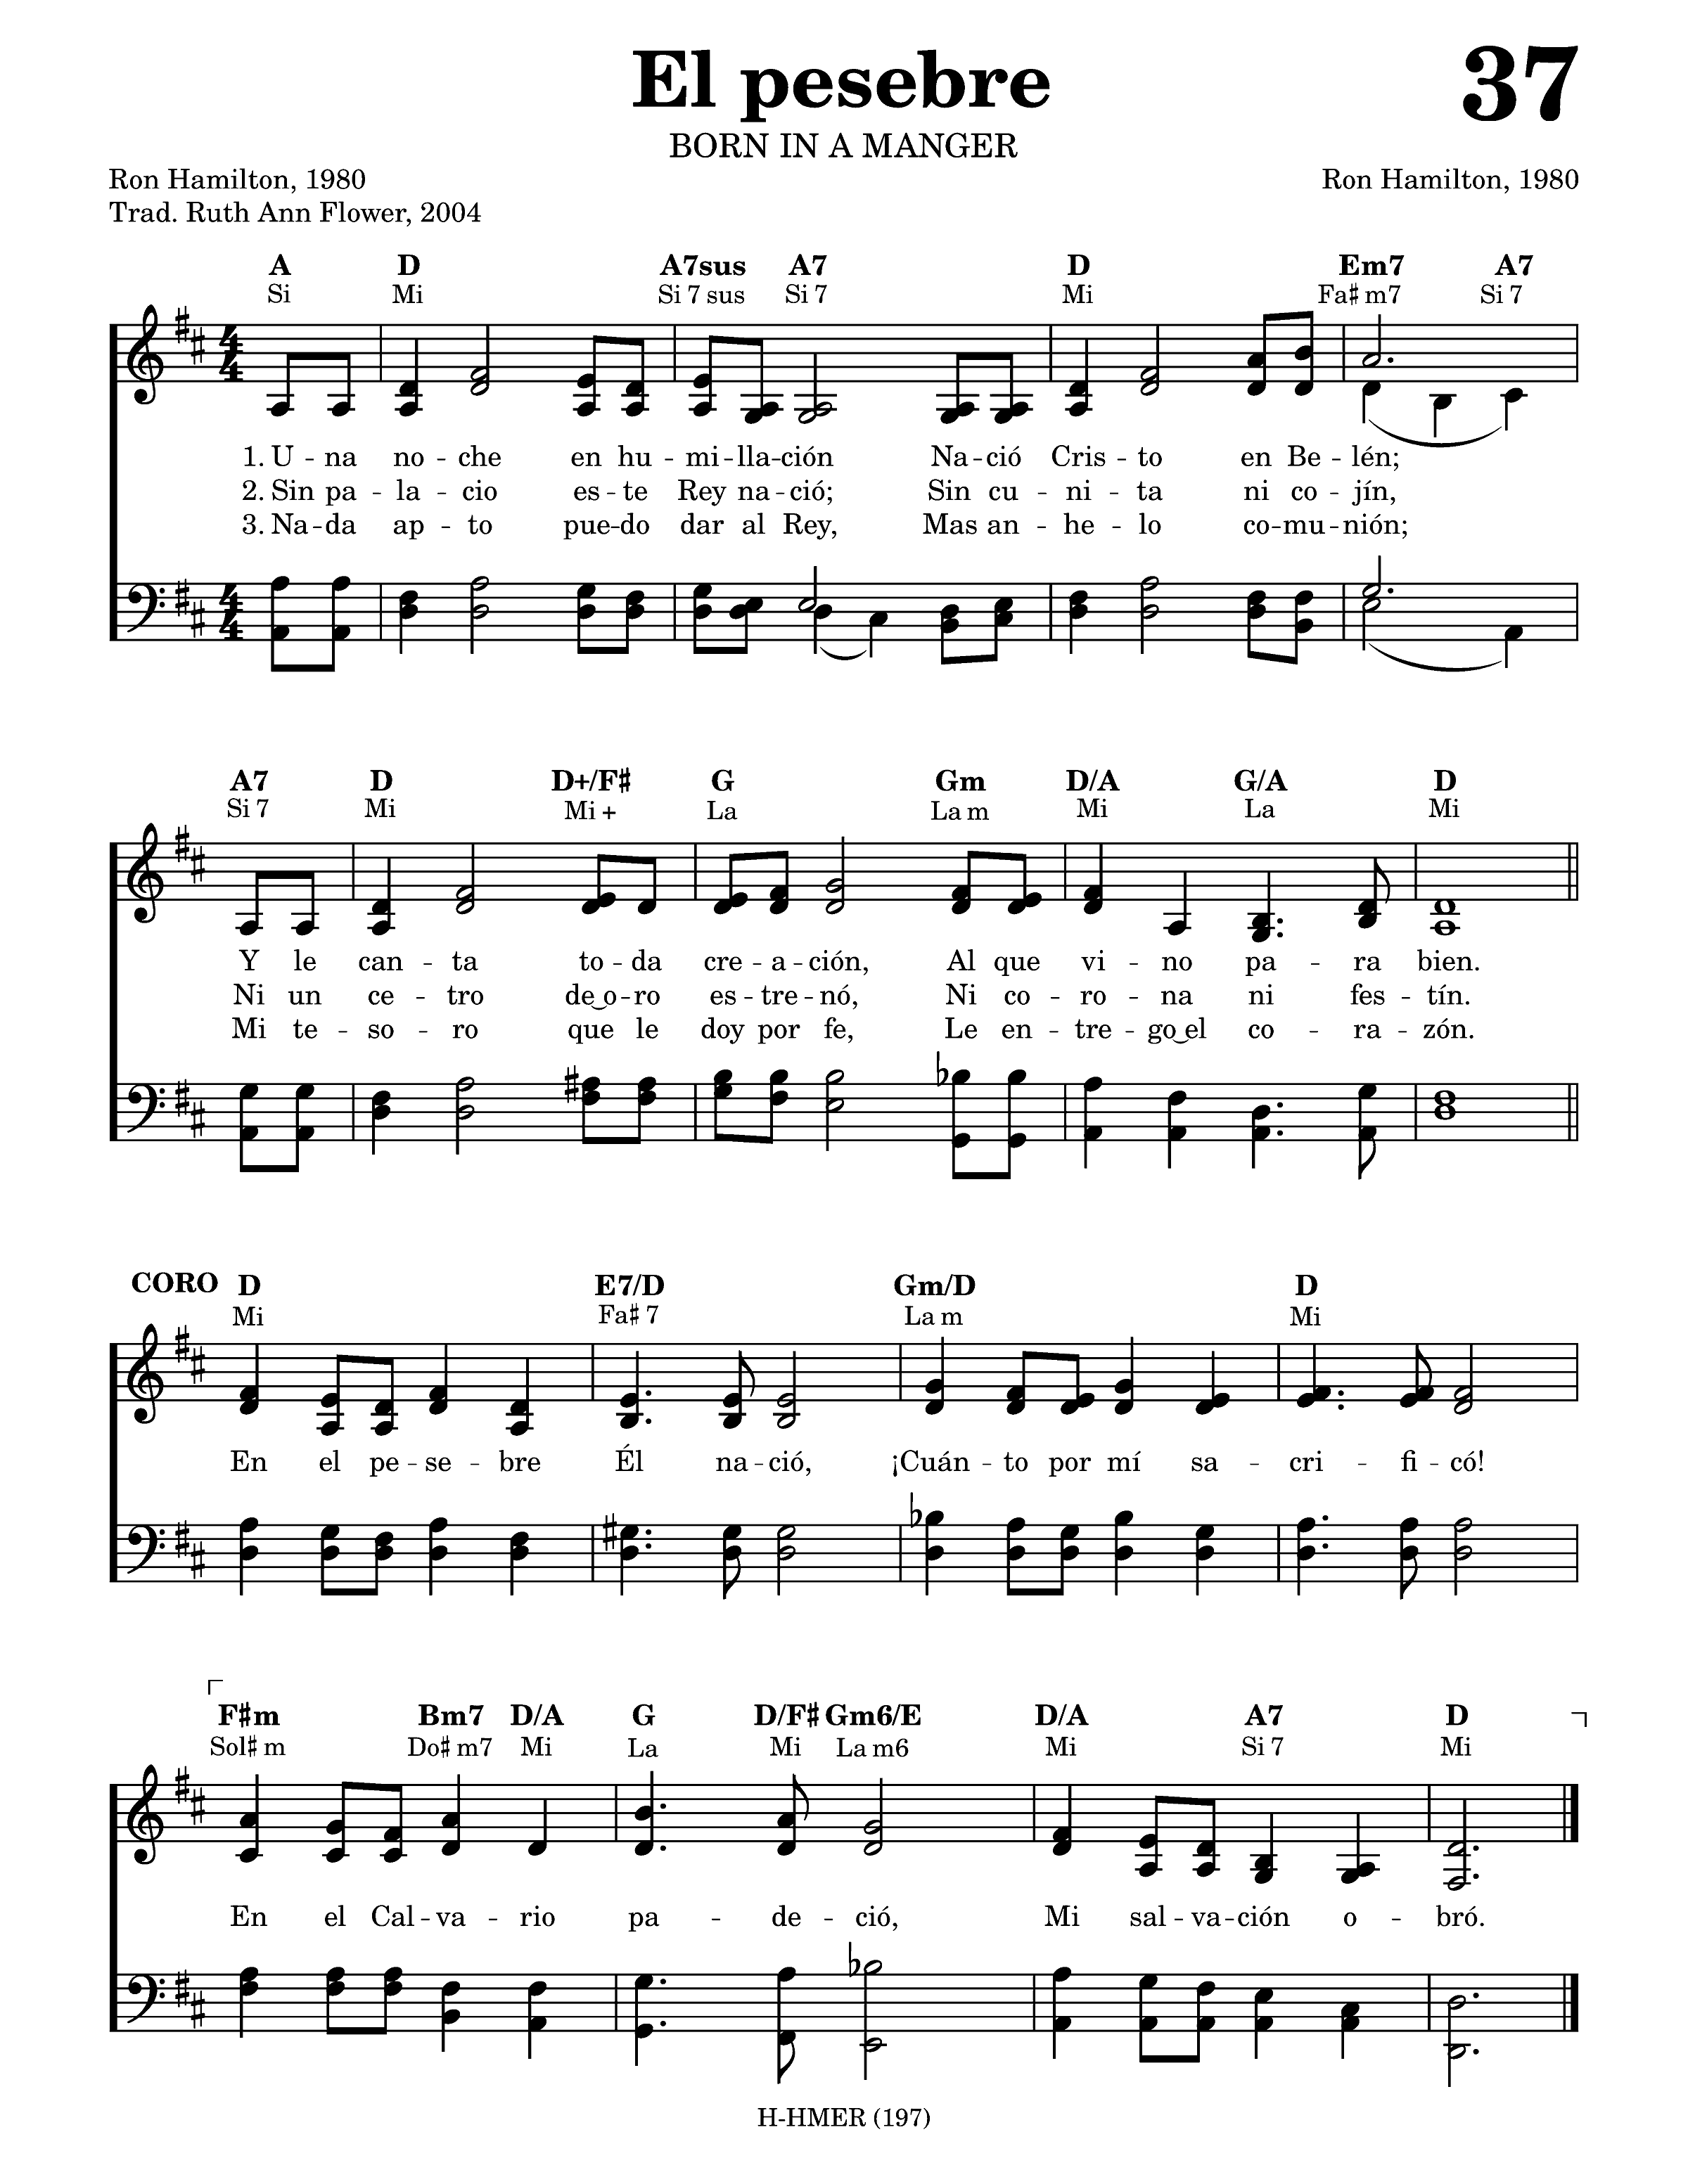 El pesebre 37
BORN IN A MANGER
Ron Hamilton, 1980 Ron Hamilton, 1980
Trad. Ruth Ann Flower, 2004
A D A7sus A7 D Em7 A7
Si Mi Si 7 sus Si 7 Mi Fa♯ m7 Si 7
1. U -- na no -- che en hu -- mi -- lla -- ción Na -- ció Cris -- to en Be -- lén;
2. Sin pa -- la -- cio es -- te Rey na -- ció; Sin cu -- ni -- ta ni co -- jín,
3. Na -- da ap -- to pue -- do dar al Rey, Mas an -- he -- lo co -- mu -- nión;
A7 D D+/F♯ G Gm D/A G/A D
Si 7 Mi Mi + La La m Mi La Mi
Y le can -- ta to -- da cre -- a -- ción, Al que vi -- no pa -- ra bien.
Ni un ce -- tro de‿o -- ro es -- tre -- nó, Ni co -- ro -- na ni fes -- tín.
Mi te -- so -- ro que le doy por fe, Le en -- tre -- go‿el co -- ra -- zón.
CORO D E7/D Gm/D D
Mi Fa♯ 7 La m Mi
En el pe -- se -- bre Él na -- ció, ¡Cuán -- to por mí sa -- cri -- fi -- có!
F♯m Bm7 D/A G D/F♯ Gm6/E D/A A7 D
Sol♯ m Do♯ m7 Mi La Mi La m6 Mi Si 7 Mi
En el Cal -- va -- rio pa -- de -- ció, Mi sal -- va -- ción o -- bró.
H-HMER (197)